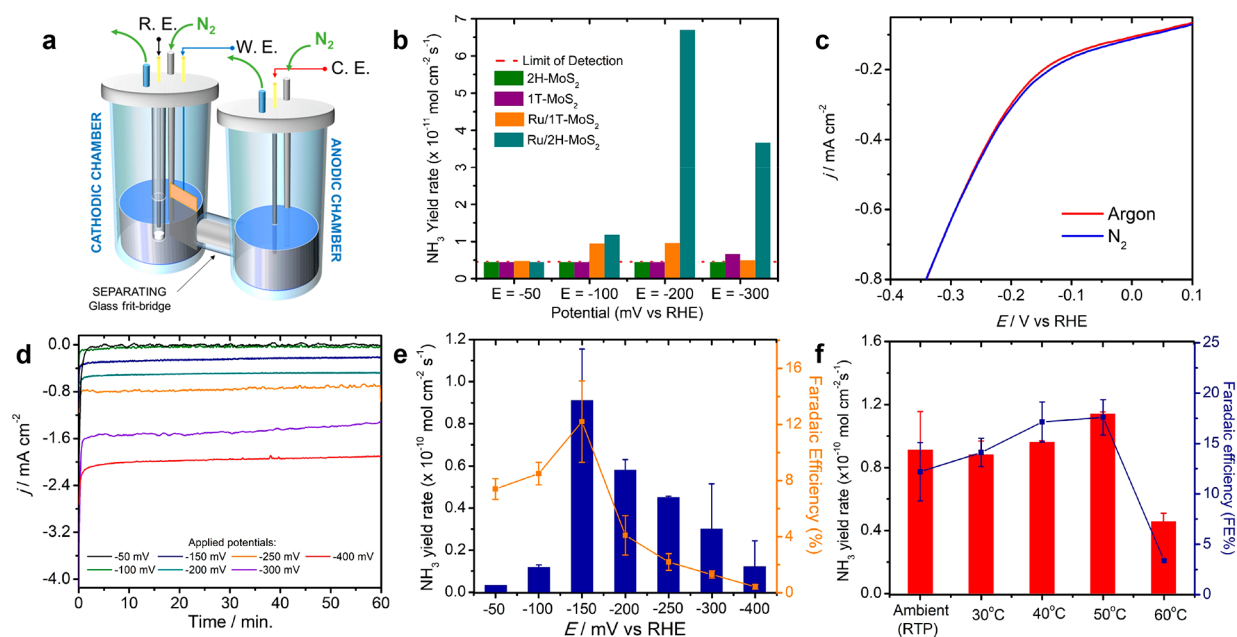 a
R. E.
N2
W. E.
N2
C. E.
CATHODIC CHAMBER
ANODIC CHAMBER
SEPARATING
Glass frit-bridge
b
NH3 Yield rate (x 10-11 mol cm-2 s-1)
7
6
5
4
3
2
1
0
Limit of Detection
2H-MoS2
1T-MoS2
Ru/1T-MoS2
Ru/2H-MoS2
E = -50 E = -100 E = -200 E = -300
Potential (mV vs RHE)
c
j / mA cm-2
-0.2
-0.4
-0.6
-0.8
Argon
N2
-0.4 -0.3 -0.2 -0.1 0.0 0.1
E / V vs RHE
d
j / mA cm-2
0.0
-0.8
-1.6
-2.4
-3.2
-4.0
Applied potentials:
-50 mV -150 mV -250 mV -400 mV
-100 mV -200 mV -300 mV
0 10 20 30 40 50 60
Time / min.
e
NH3 yield rate (x 10-10 mol cm-2 s-1)
1.2
1.0
0.8
0.6
0.4
0.2
0.0
16
12
8
4
0
Faradaic Efficiency (%)
-50 -100 -150 -200 -250 -300 -400
E / mV vs RHE
f
NH3 yield rate (x10-10 mol cm-2s-1)
1.6
1.2
0.8
0.4
0.0
25
20
15
10
5
0
Faradaic efficiency (FE%)
Ambient 30oC 40oC 50oC 60oC
(RTP)